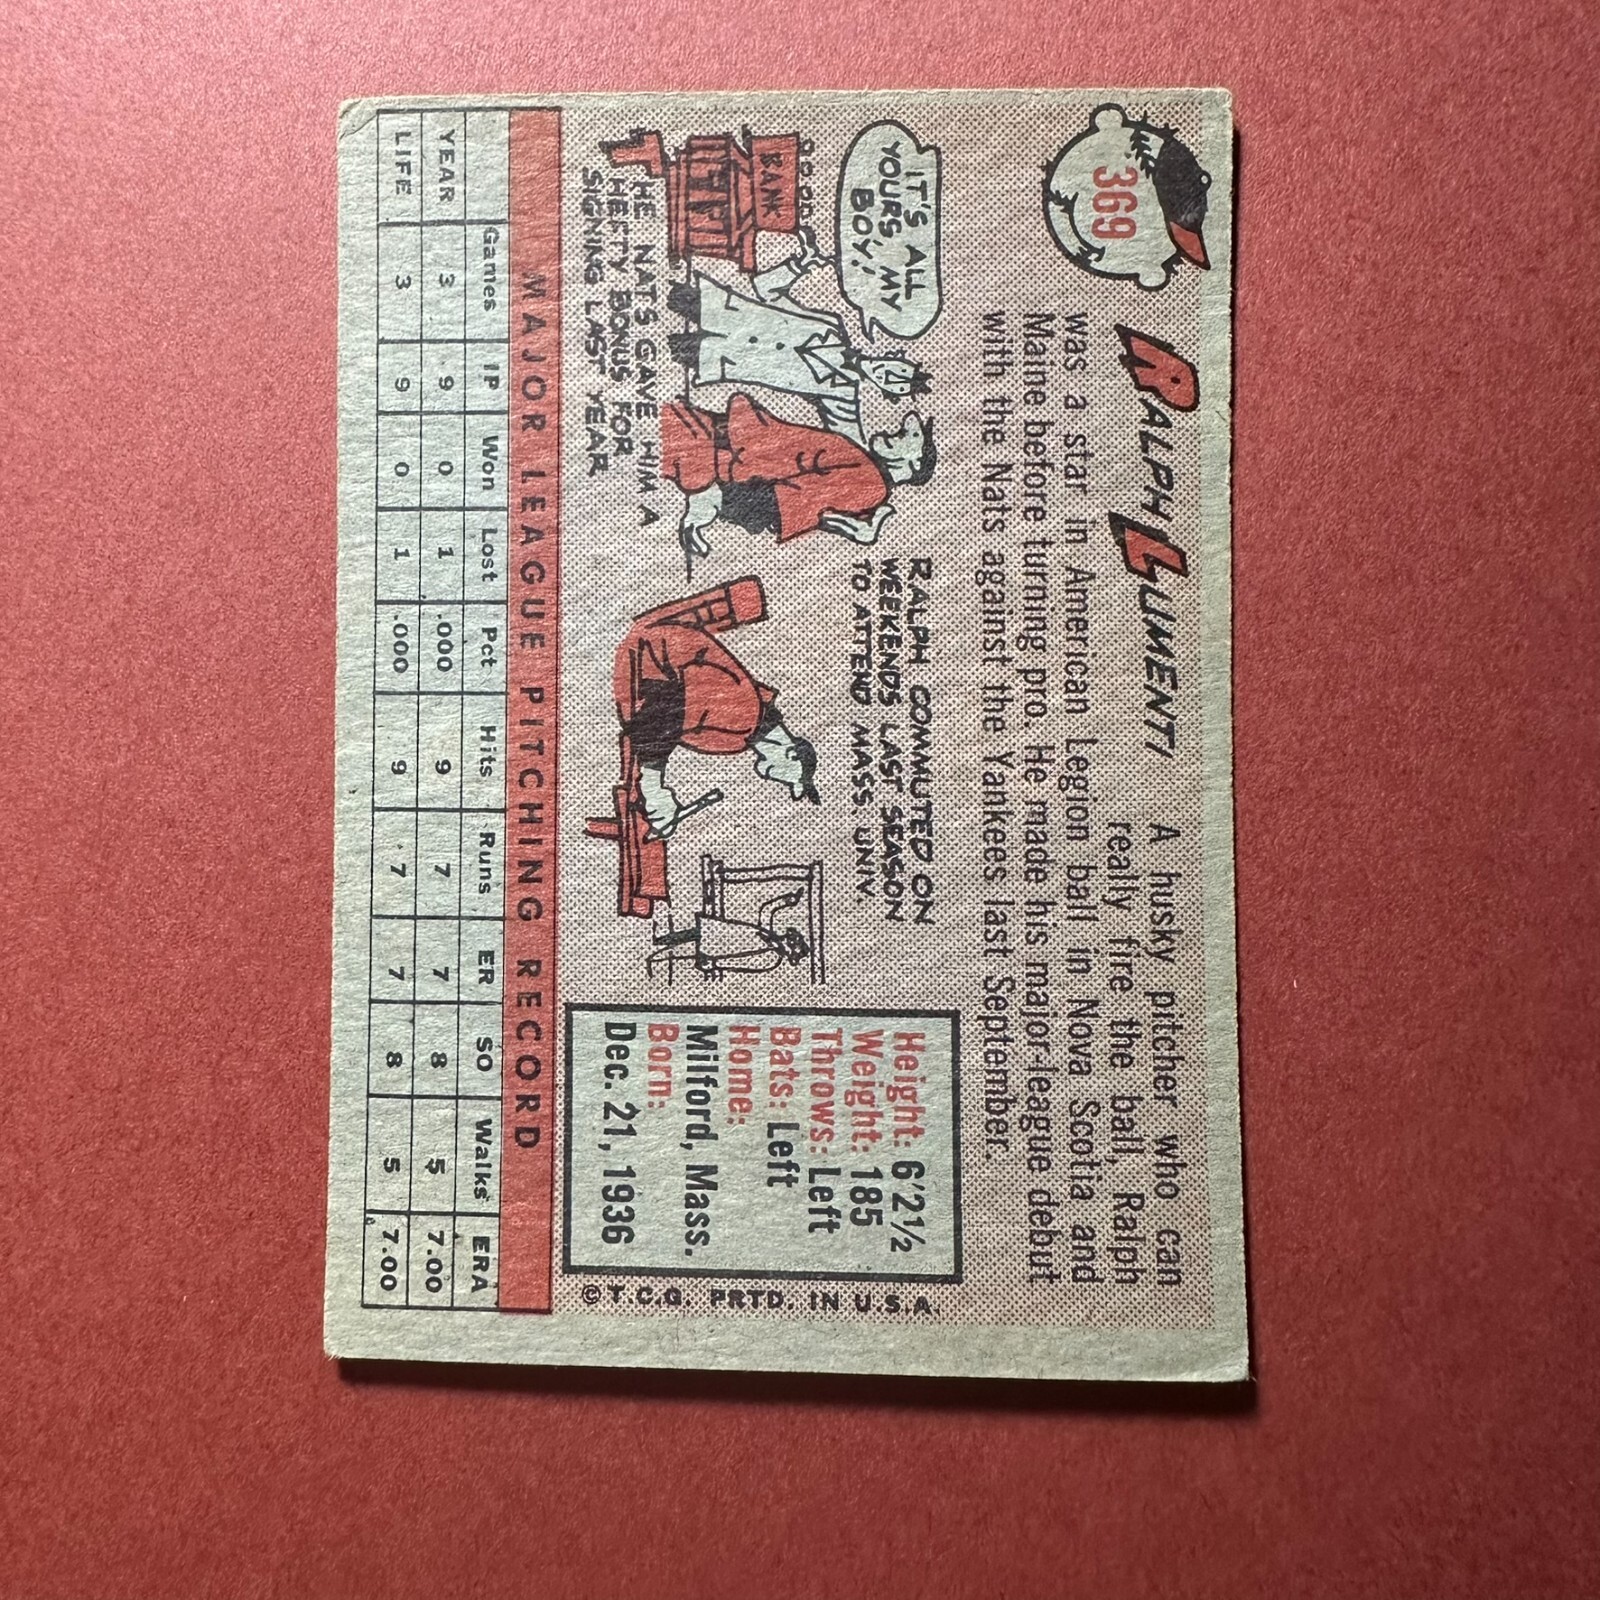 369
RALPH LUMENTI
A husky pitcher who can
really fire the ball, Ralph
was a star in American Legion ball in Nova Scotia and
Maine before turning pro. He made his major-league debut
with the Nats against the Yankees last September.
IT'S ALL
YOURS, MY
BOY!
BANK
THE NATS GAVE HIM A
HEFTY BONUS FOR
SIGNING LAST YEAR
RALPH COMMUTED ON
WEEKENDS LAST SEASON
TO ATTEND MASS UNIV.
Height: 6'2½
Weight: 185
Throws: Left
Bats: Left
Home:
Milford, Mass.
Born:
Dec. 21, 1936
© T.C.G. PRTD. IN U.S.A.
MAJOR LEAGUE PITCHING RECORD
Games IP Won Lost Pct Hits Runs ER SO Walks ERA
YEAR 3 9 0 1 .000 9 7 7 8 5 7.00
LIFE 3 9 0 1 .000 9 7 7 8 5 7.00